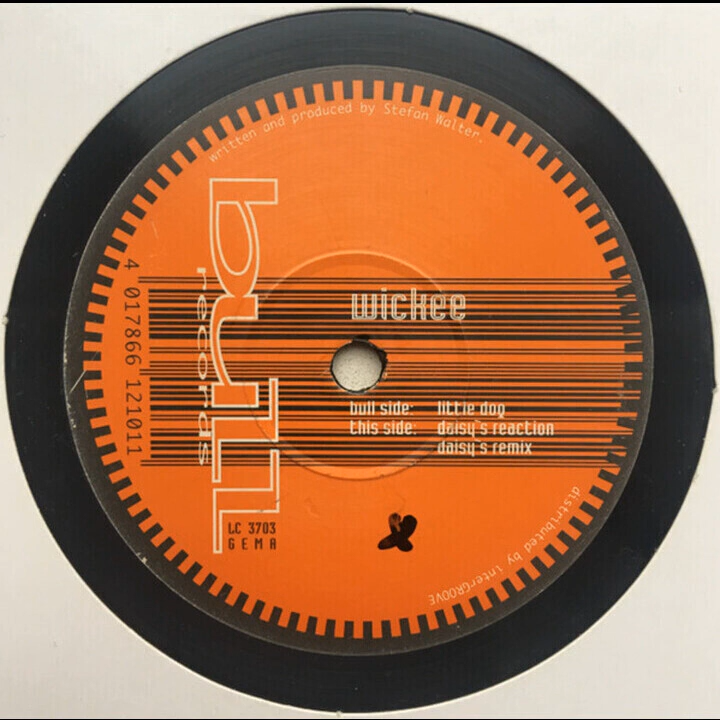 written and produced by Stefan Walter.
bull
records
4 017866 121011
wickee
bull side: little dog
this side: daisy's reaction
daisy's remix
LC 3703
GEMA
distributed by interGROOVE